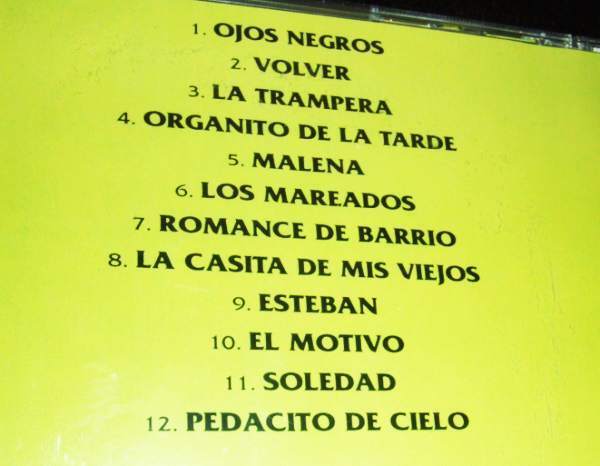 1. OJOS NEGROS
2. VOLVER
3. LA TRAMPERA
4. ORGANITO DE LA TARDE
5. MALENA
6. LOS MAREADOS
7. ROMANCE DE BARRIO
8. LA CASITA DE MIS VIEJOS
9. ESTEBAN
10. EL MOTIVO
11. SOLEDAD
12. PEDACITO DE CIELO